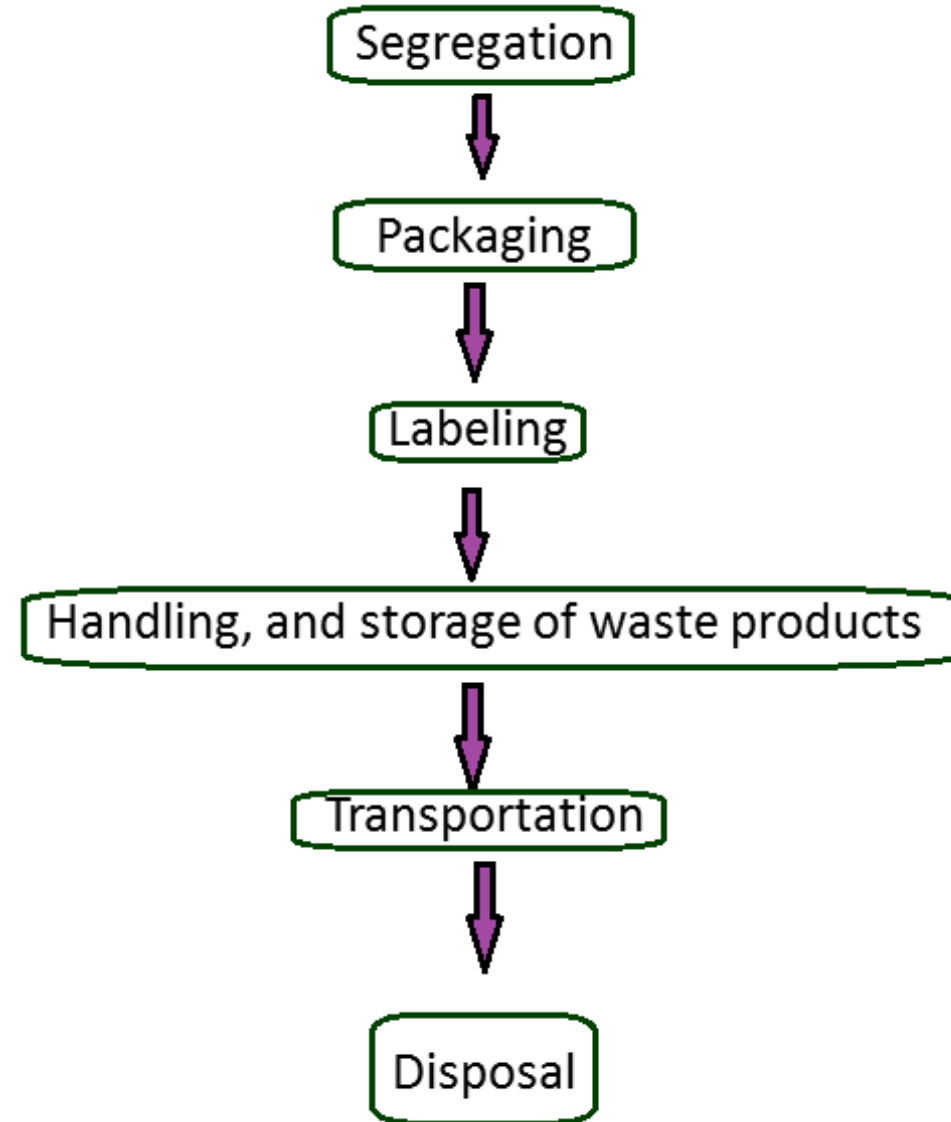 Segregation
Packaging
Labeling
Handling, and storage of waste products
Transportation
Disposal